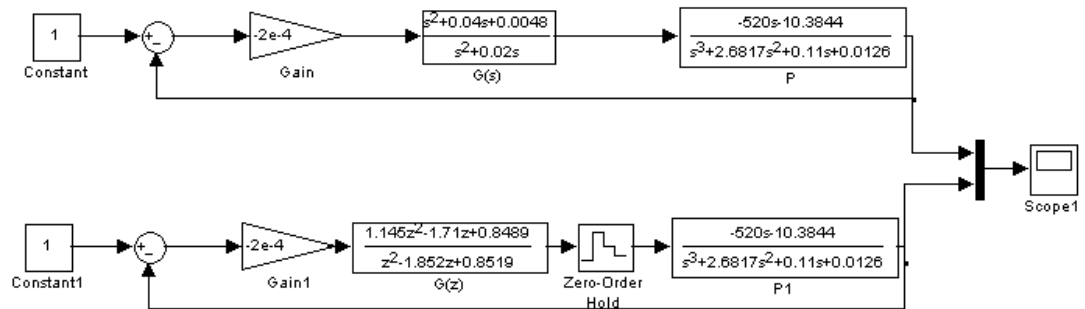 1
Constant
+
−
-2e-4
Gain
s²+0.04s+0.0048
s²+0.02s
G(s)
-520s-10.3844
s³+2.6817s²+0.11s+0.0126
P
Scope1
1
Constant1
+
−
-2e-4
Gain1
1.145z²-1.71z+0.8489
z²-1.852z+0.8519
G(z)
Zero-Order
Hold
-520s-10.3844
s³+2.6817s²+0.11s+0.0126
P1